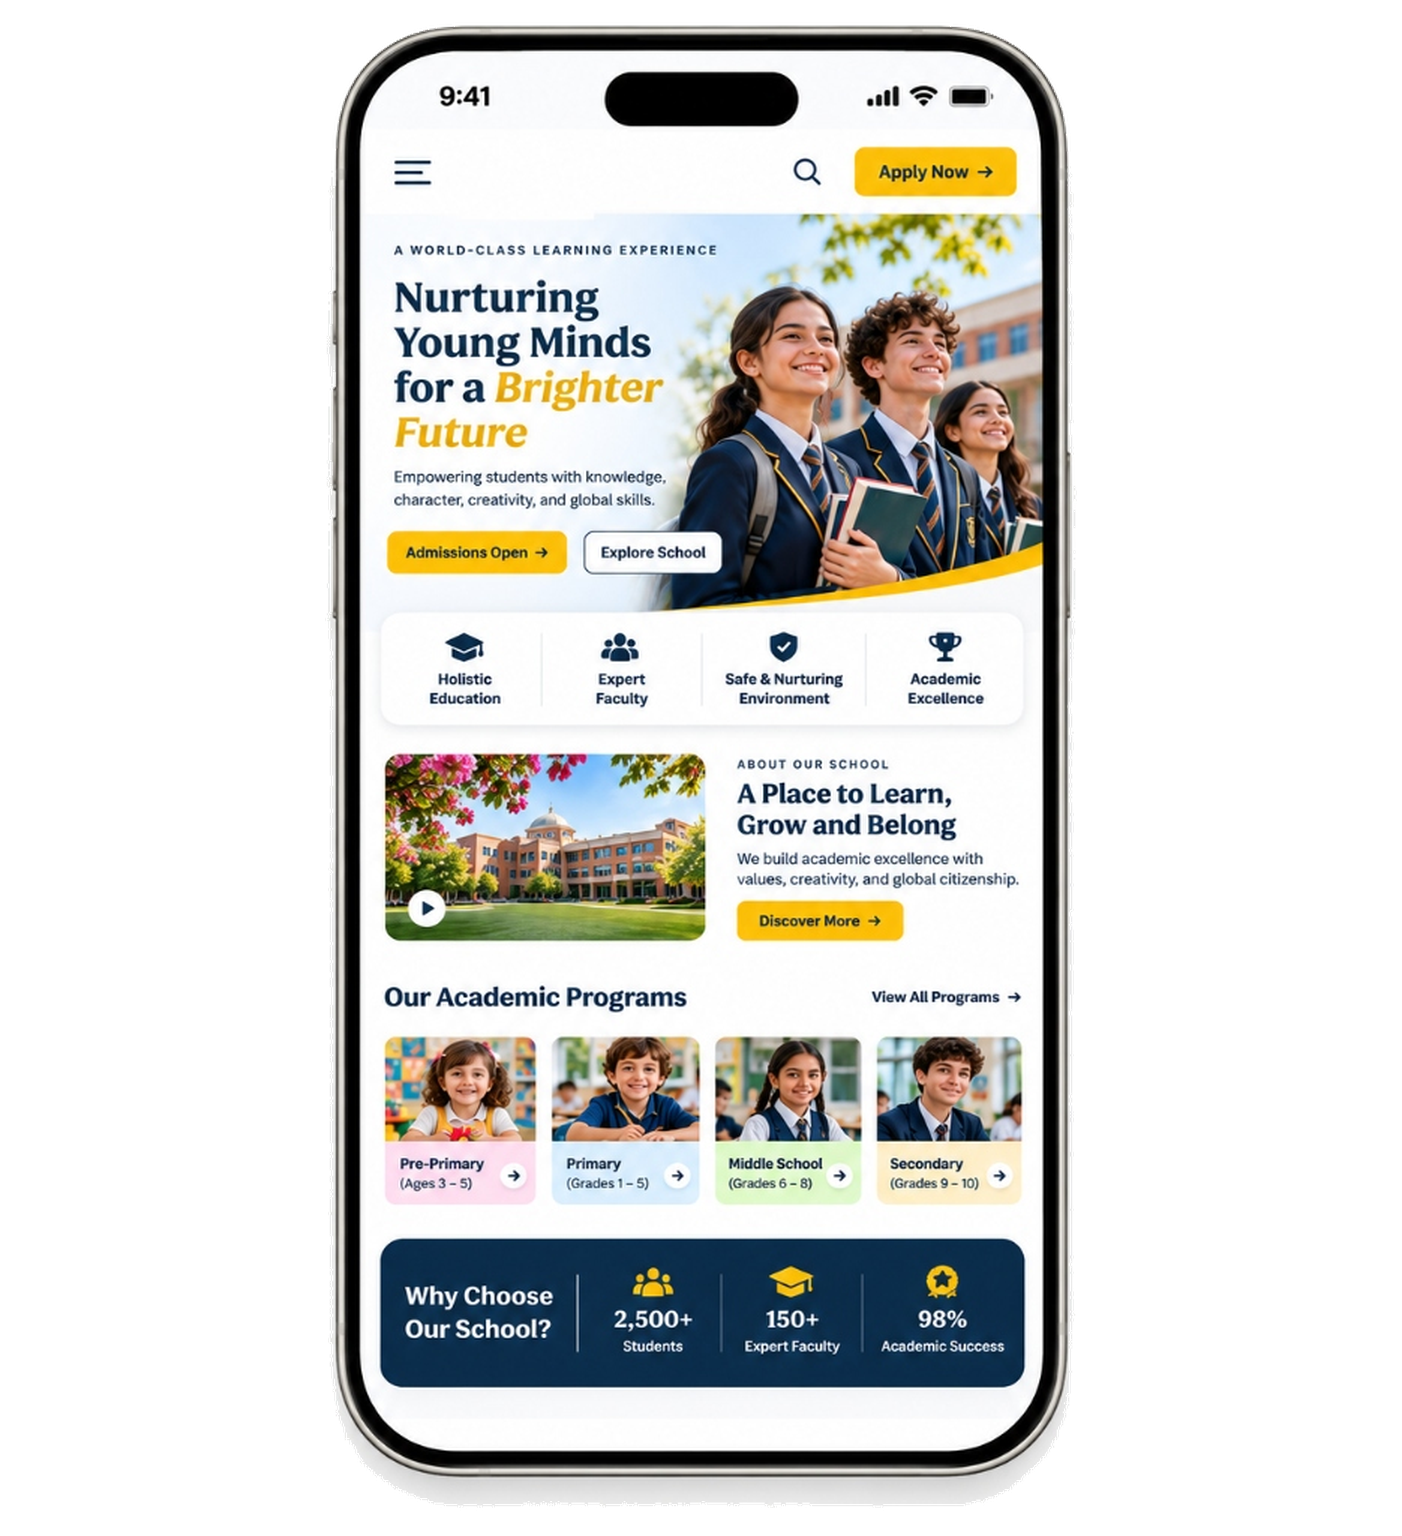 9:41
Apply Now →
A WORLD-CLASS LEARNING EXPERIENCE
Nurturing
Young Minds
for a Brighter
Future
Empowering students with knowledge,
character, creativity, and global skills.
Admissions Open →
Explore School
Holistic
Education
Expert
Faculty
Safe & Nurturing
Environment
Academic
Excellence
ABOUT OUR SCHOOL
A Place to Learn,
Grow and Belong
We build academic excellence with
values, creativity, and global citizenship.
Discover More →
Our Academic Programs
View All Programs →
Pre-Primary
(Ages 3 – 5)
Primary
(Grades 1 – 5)
Middle School
(Grades 6 – 8)
Secondary
(Grades 9 – 10)
Why Choose
Our School?
2,500+
Students
150+
Expert Faculty
98%
Academic Success